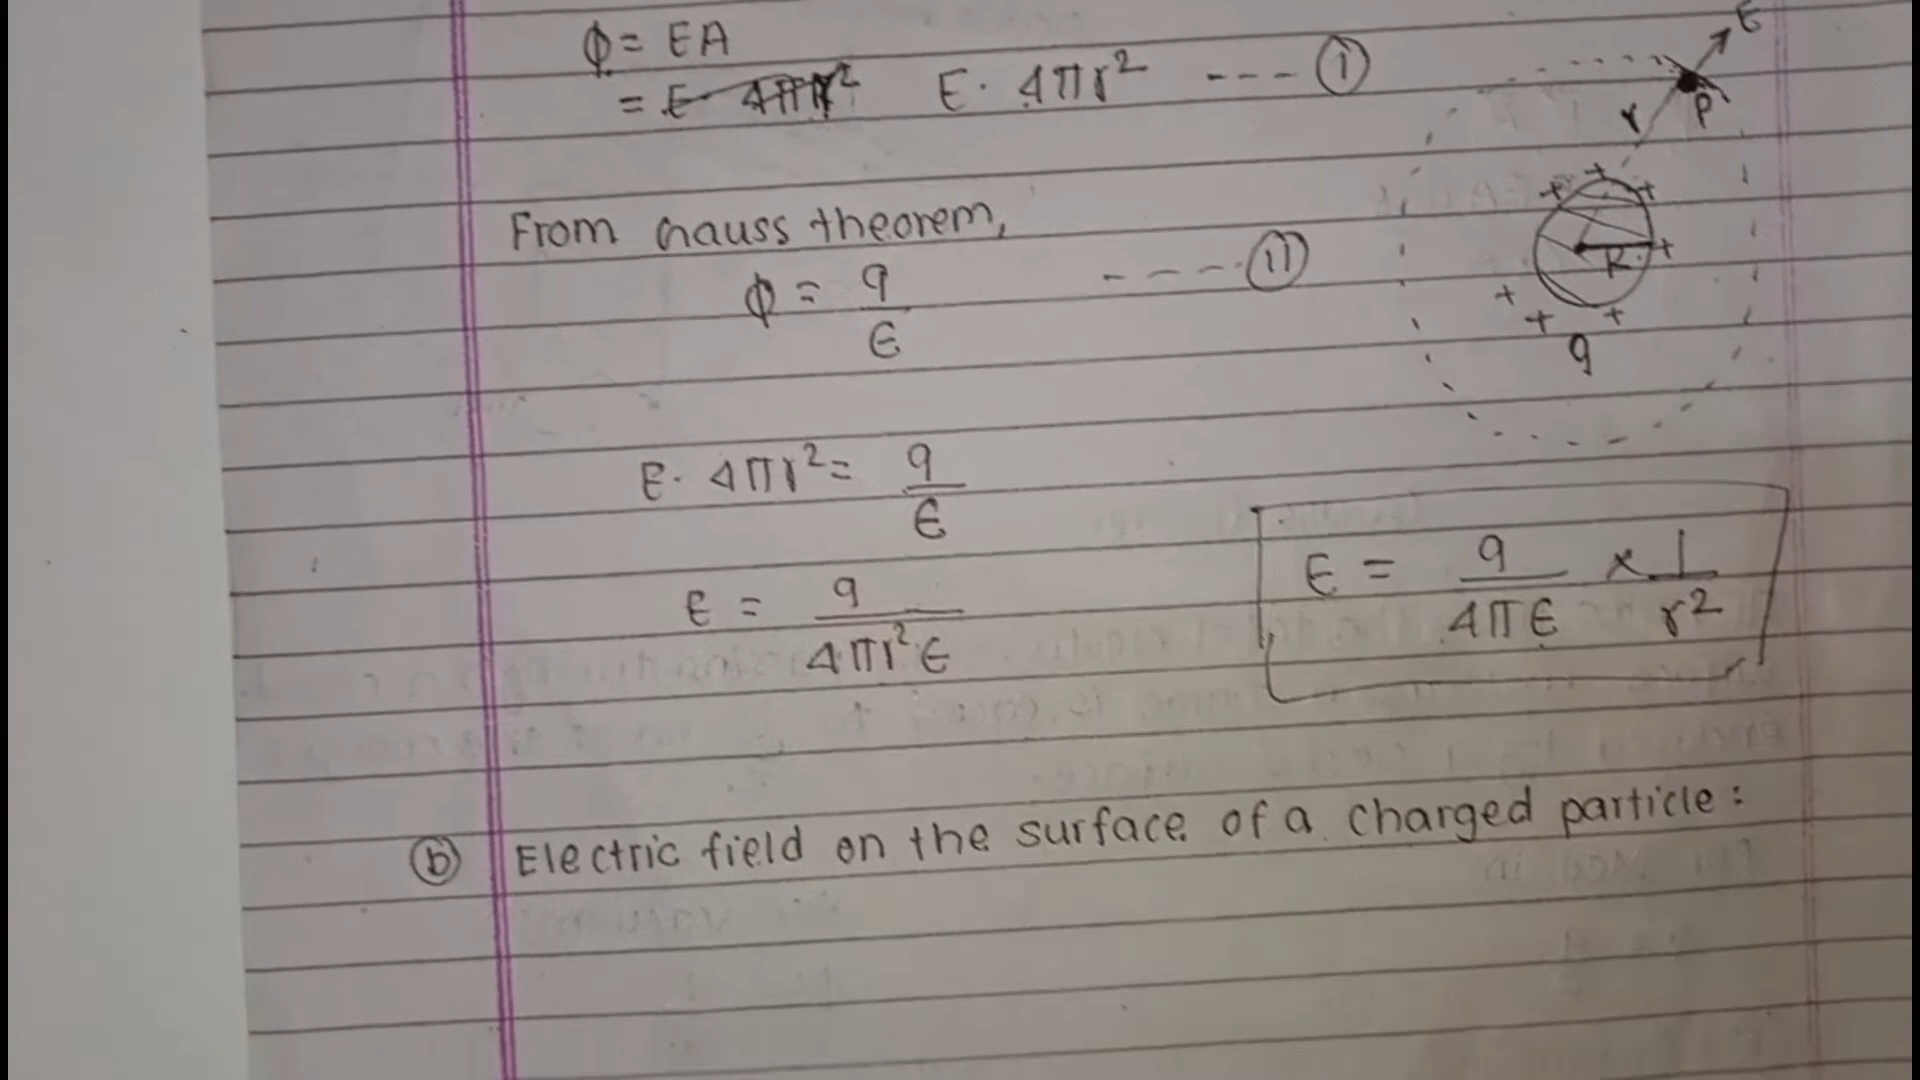 ϕ = EA
= E 4πr² E · 4πr² --- (i)
From Gauss theorem,
ϕ = q/ϵ ---- (ii)
E · 4πr² = q/ϵ
E = q/4πr²ϵ
E = q/4πϵ × 1/r²
(b) Electric field on the surface of a charged particle:
E
P
r
+ + + + + + + +
R
q